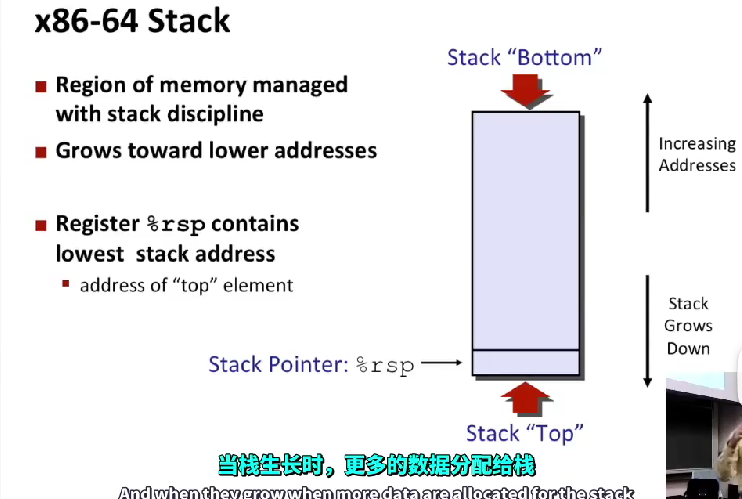 x86-64 Stack
Region of memory managed
with stack discipline
Grows toward lower addresses
Register %rsp contains
lowest stack address
address of "top" element
Stack "Bottom"
Increasing
Addresses
Stack
Grows
Down
Stack Pointer: %rsp
Stack "Top"
当栈生长时，更多的数据分配给栈
And when they grow when more data are allocated for the stack